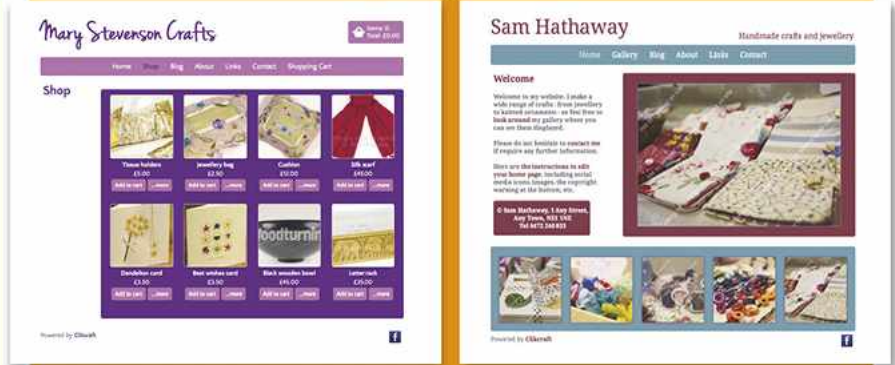 Mary Stevenson Crafts
Items: 0
Total: £0.00
Home Shop Blog About Links Contact Shopping Cart
Shop
Tissue holders
£5.00
Add to cart ...more
Jewellery bag
£2.50
Add to cart ...more
Cushion
£12.00
Add to cart ...more
Silk scarf
£45.00
Add to cart ...more
oodturnin
Dandelion card
£3.50
Add to cart ...more
Best wishes card
£3.50
Add to cart ...more
Black wooden bowl
£45.00
Add to cart ...more
Letter rack
£35.00
Add to cart ...more
Powered by Clikcraft
f
Sam Hathaway
Handmade crafts and jewellery
Home Gallery Blog About Links Contact
Welcome
Welcome to my website. I make a
wide range of crafts - from jewellery
to knitted ornaments - so feel free to
look around my gallery where you
can see them displayed.
Please do not hesitate to contact me
if require any further information.
Here are the instructions to edit
your home page, including social
media icons, images, the copyright
warning at the bottom, etc.
© Sam Hathaway, 1 Any Street,
Any Town, NE1 1NE
Powered by Clikcraft
f